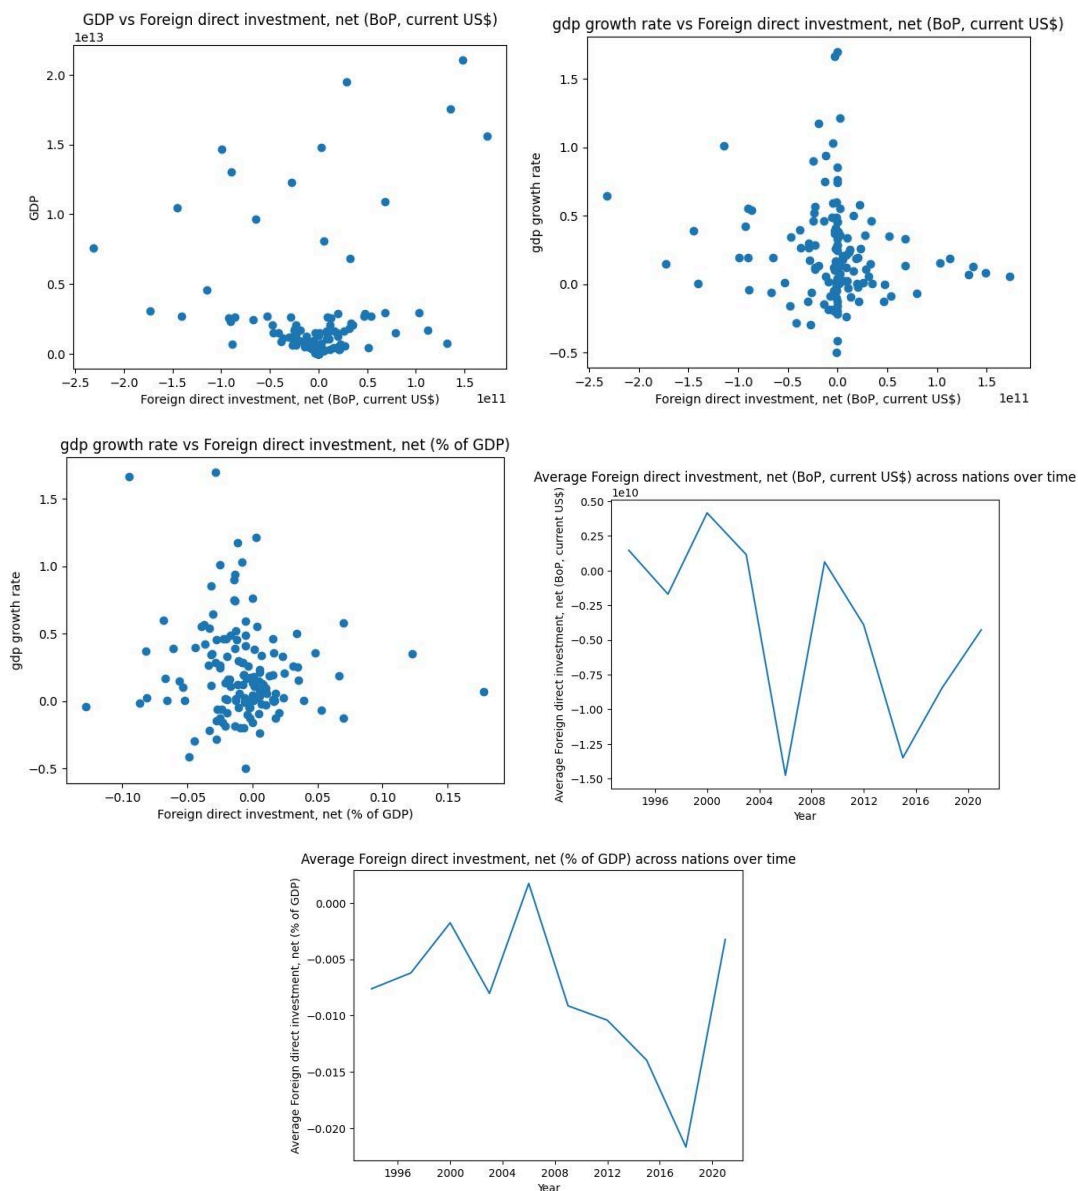 GDP vs Foreign direct investment, net (BoP, current US$)
1e13
2.0
1.5
1.0
0.5
0.0
GDP
−2.5 −2.0 −1.5 −1.0 −0.5 0.0 0.5 1.0 1.5
Foreign direct investment, net (BoP, current US$)
1e11
gdp growth rate vs Foreign direct investment, net (BoP, current US$)
1.5
1.0
0.5
0.0
−0.5
gdp growth rate
−2.5 −2.0 −1.5 −1.0 −0.5 0.0 0.5 1.0 1.5
Foreign direct investment, net (BoP, current US$)
1e11
gdp growth rate vs Foreign direct investment, net (% of GDP)
1.5
1.0
0.5
0.0
−0.5
gdp growth rate
−0.10 −0.05 0.00 0.05 0.10 0.15
Foreign direct investment, net (% of GDP)
Average Foreign direct investment, net (BoP, current US$) across nations over time
1e10
0.50
0.25
0.00
−0.25
−0.50
−0.75
−1.00
−1.25
−1.50
Average Foreign direct investment, net (BoP, current US$)
1996 2000 2004 2008 2012 2016 2020
Year
Average Foreign direct investment, net (% of GDP) across nations over time
0.000
−0.005
−0.010
−0.015
−0.020
Average Foreign direct investment, net (% of GDP)
1996 2000 2004 2008 2012 2016 2020
Year